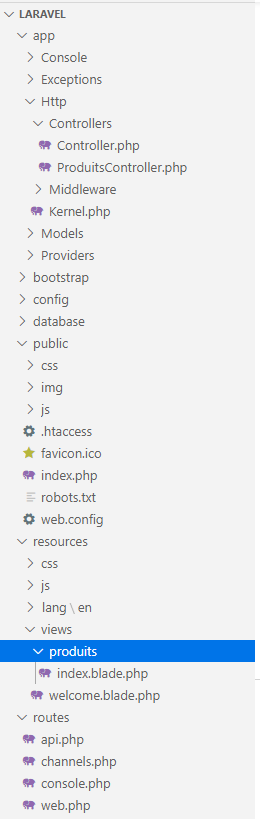 LARAVEL
app
Console
Exceptions
Http
Controllers
Controller.php
ProduitsController.php
Middleware
Kernel.php
Models
Providers
bootstrap
config
database
public
css
img
js
.htaccess
favicon.ico
index.php
robots.txt
web.config
resources
css
js
lang \ en
views
produits
index.blade.php
welcome.blade.php
routes
api.php
channels.php
console.php
web.php